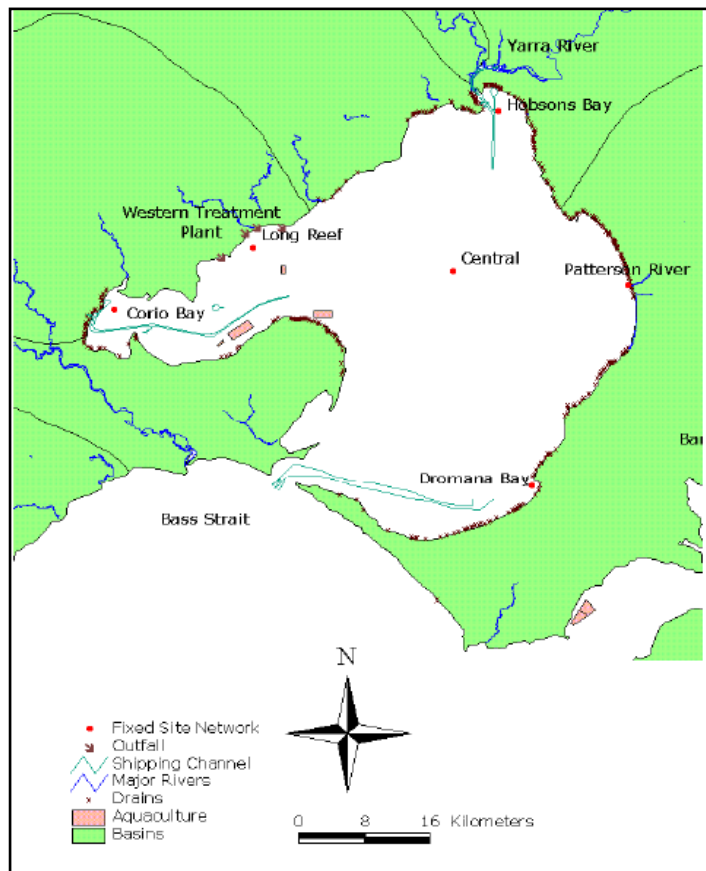 Yarra River
Hobsons Bay
Western Treatment
Plant
Long Reef
Central
Patterson River
Corio Bay
Dromana Bay
Bar
Bass Strait
N
Fixed Site Network
Outfall
Shipping Channel
Major Rivers
Drains
Aquaculture
Basins
0 8 16 Kilometers